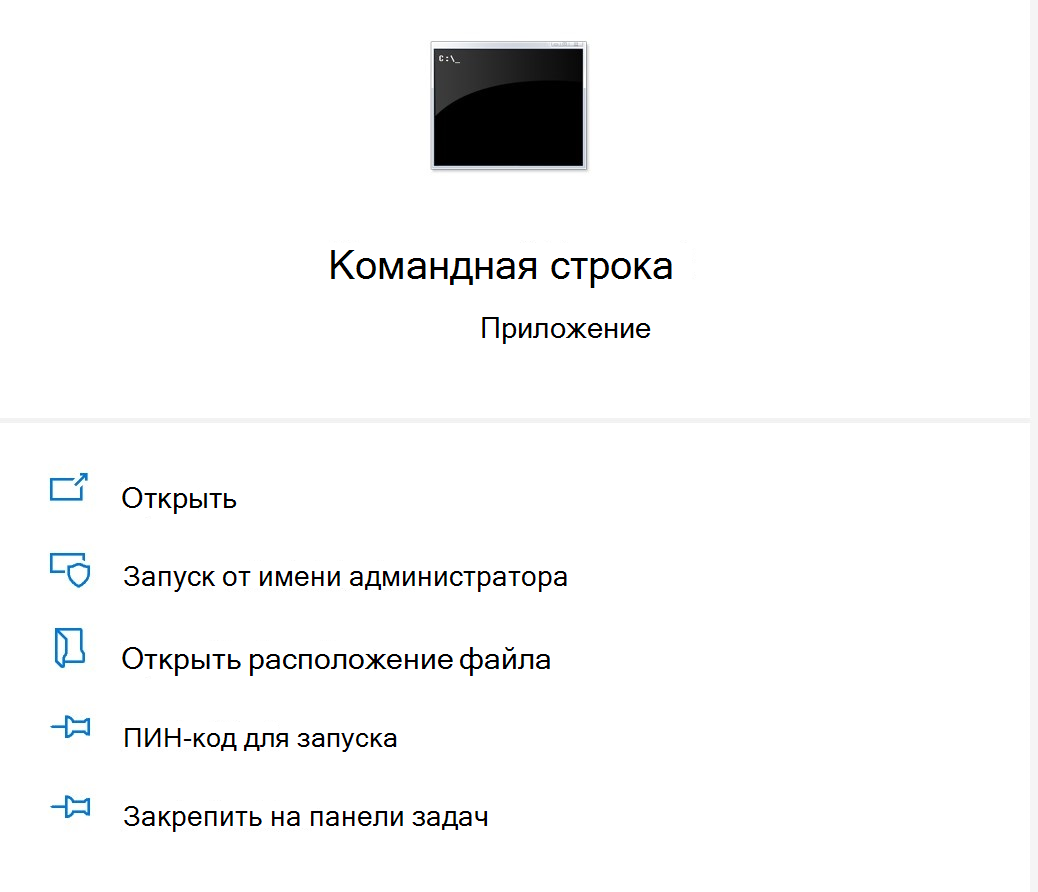 C:\_
Командная строка
Приложение
Открыть
Запуск от имени администратора
Открыть расположение файла
ПИН-код для запуска
Закрепить на панели задач